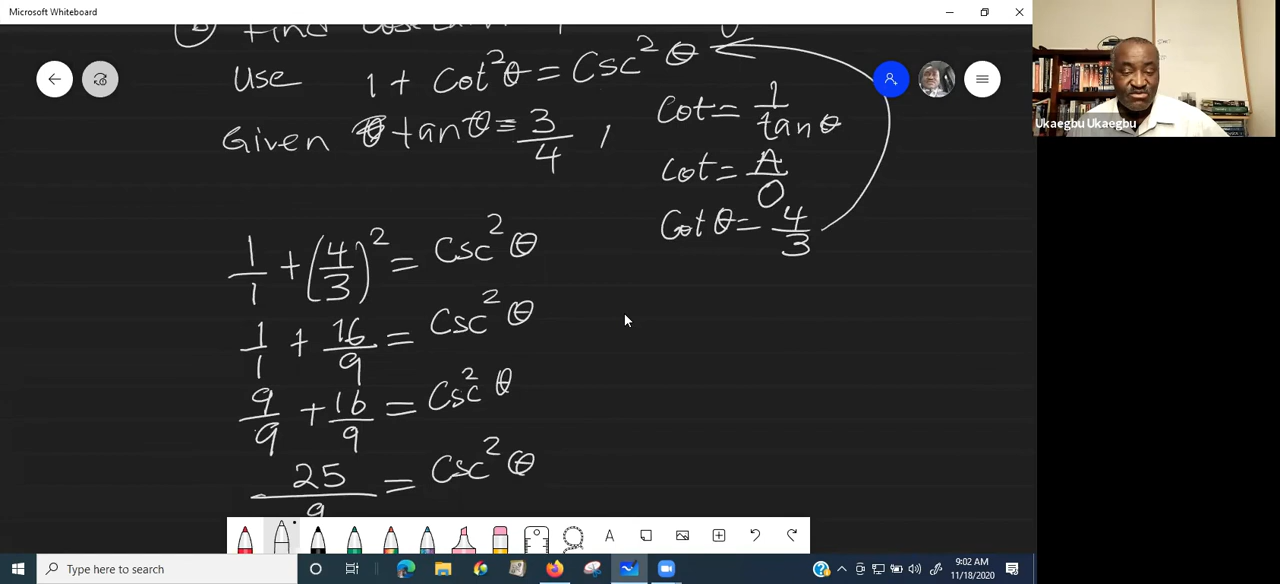 Microsoft Whiteboard
② Find
Use 1 + Cot²θ = Csc²θ
Given tanθ = 3/4,
Cot = 1/tanθ
Cot = A/O
Cotθ = 4/3
1/1 + (4/3)² = Csc²θ
1/1 + 16/9 = Csc²θ
9/9 + 16/9 = Csc²θ
25/9 = Csc²θ
Ukaegbu Ukaegbu
A
Type here to search
9:02 AM
11/18/2020